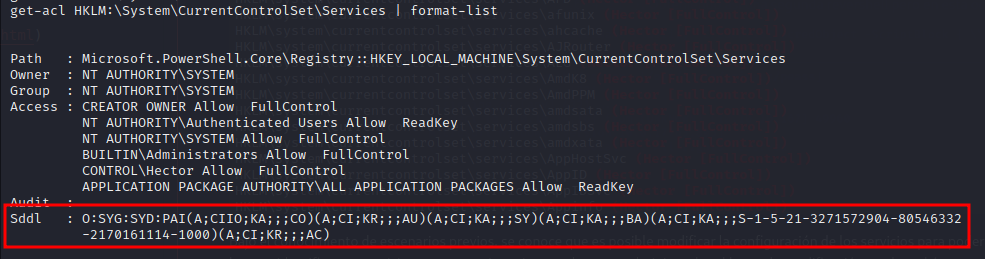 get-acl HKLM:\System\CurrentControlSet\Services | format-list
Path   : Microsoft.PowerShell.Core\Registry::HKEY_LOCAL_MACHINE\System\CurrentControlSet\Services
Owner  : NT AUTHORITY\SYSTEM
Group  : NT AUTHORITY\SYSTEM
Access : CREATOR OWNER Allow  FullControl
         NT AUTHORITY\Authenticated Users Allow  ReadKey
         NT AUTHORITY\SYSTEM Allow  FullControl
         BUILTIN\Administrators Allow  FullControl
         CONTROL\Hector Allow  FullControl
         APPLICATION PACKAGE AUTHORITY\ALL APPLICATION PACKAGES Allow  ReadKey
Audit  :
Sddl   : O:SYG:SYD:PAI(A;CIIO;KA;;;CO)(A;CI;KR;;;AU)(A;CI;KA;;;SY)(A;CI;KA;;;BA)(A;CI;KA;;;S-1-5-21-3271572904-80546332
         -2170161114-1000)(A;CI;KR;;;AC)